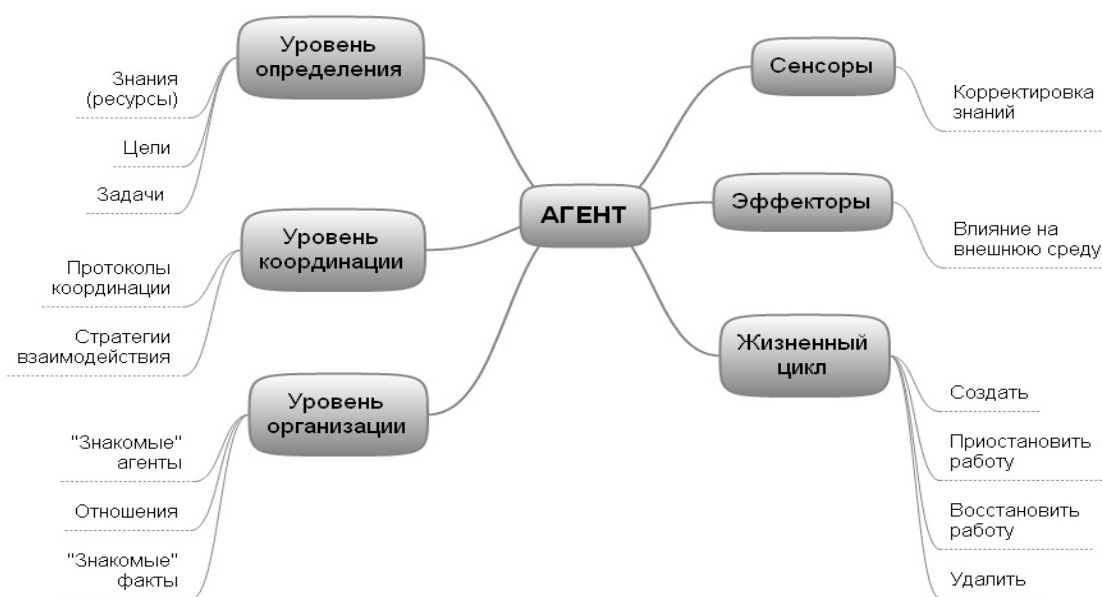 АГЕНТ
Уровень
определения
Знания
(ресурсы)
Цели
Задачи
Уровень
координации
Протоколы
координации
Стратегии
взаимодействия
Уровень
организации
"Знакомые"
агенты
Отношения
"Знакомые"
факты
Сенсоры
Корректировка
знаний
Эффекторы
Влияние на
внешнюю среду
Жизненный
цикл
Создать
Приостановить
работу
Восстановить
работу
Удалить